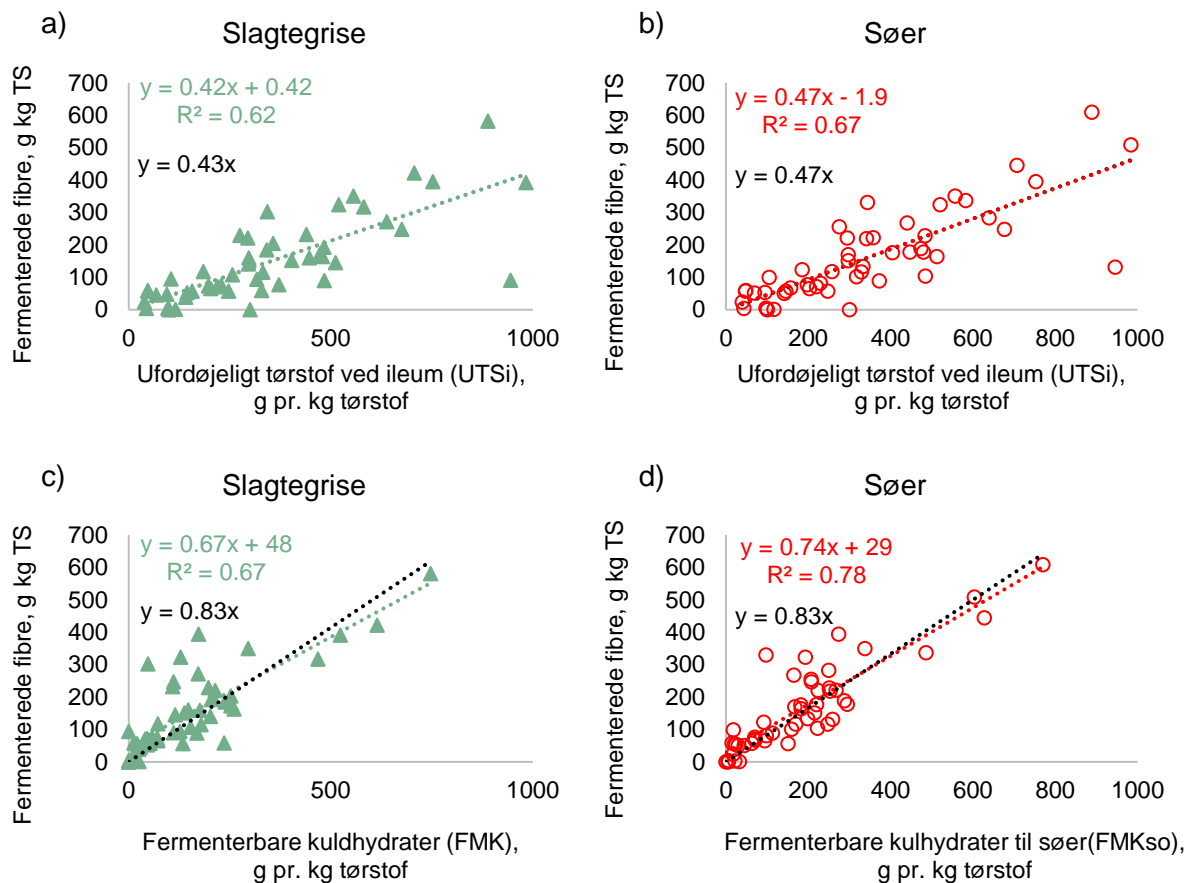 a)
Slagtegrise
y = 0.42x + 0.42
R² = 0.62
y = 0.43x
Fermenterede fibre, g kg TS
700
600
500
400
300
200
100
0
0 500 1000
Ufordøjeligt tørstof ved ileum (UTSi),
g pr. kg tørstof
b)
Søer
y = 0.47x - 1.9
R² = 0.67
y = 0.47x
Fermenterede fibre, g kg TS
700
600
500
400
300
200
100
0
0 200 400 600 800 1000
Ufordøjeligt tørstof ved ileum (UTSi),
g pr. kg tørstof
c)
Slagtegrise
y = 0.67x + 48
R² = 0.67
y = 0.83x
Fermenterede fibre, g kg TS
700
600
500
400
300
200
100
0
0 500 1000
Fermenterbare kuldhydrater (FMK),
g pr. kg tørstof
d)
Søer
y = 0.74x + 29
R² = 0.78
y = 0.83x
Fermenterede fibre, g kg TS
700
600
500
400
300
200
100
0
0 200 400 600 800 1000
Fermenterbare kulhydrater til søer(FMKso),
g pr. kg tørstof